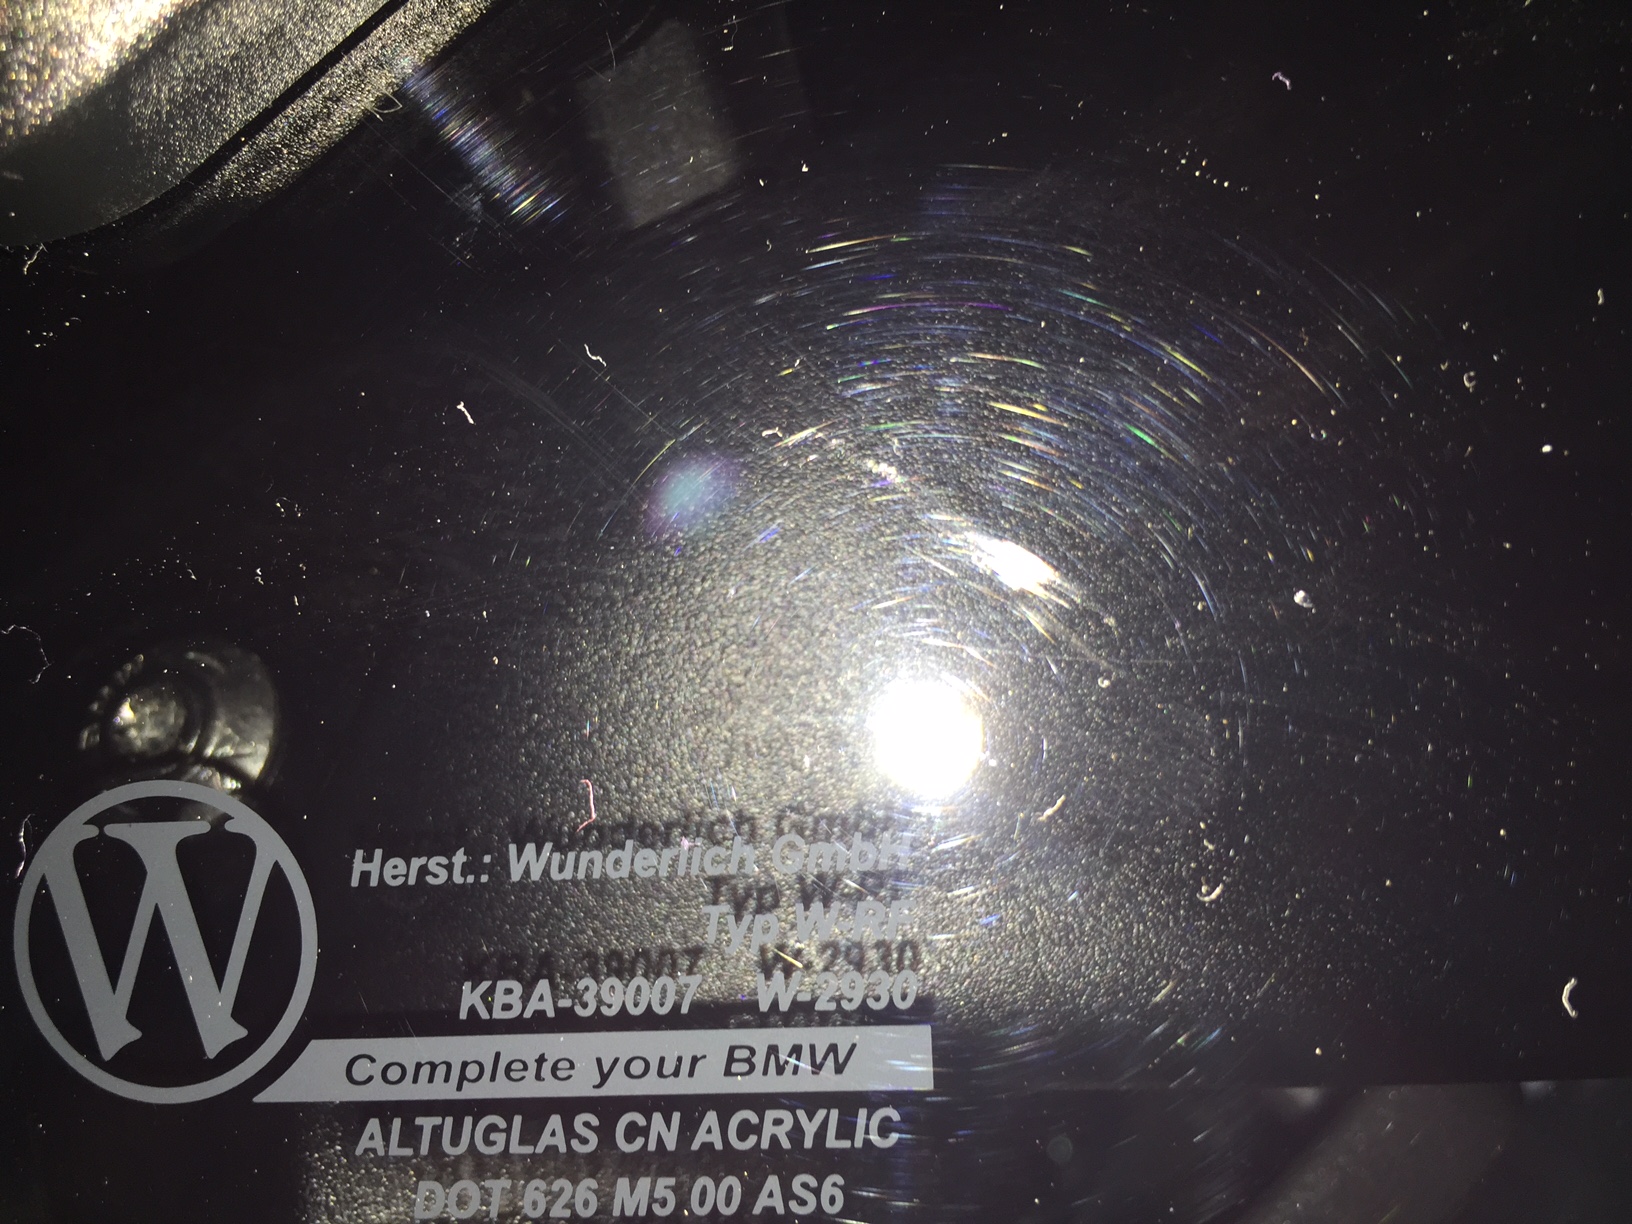 W
Herst.: Wunderlich GmbH
Typ W-RF
KBA-39007 W-2930
Complete your BMW
ALTUGLAS CN ACRYLIC
DOT 626 M5 00 AS6